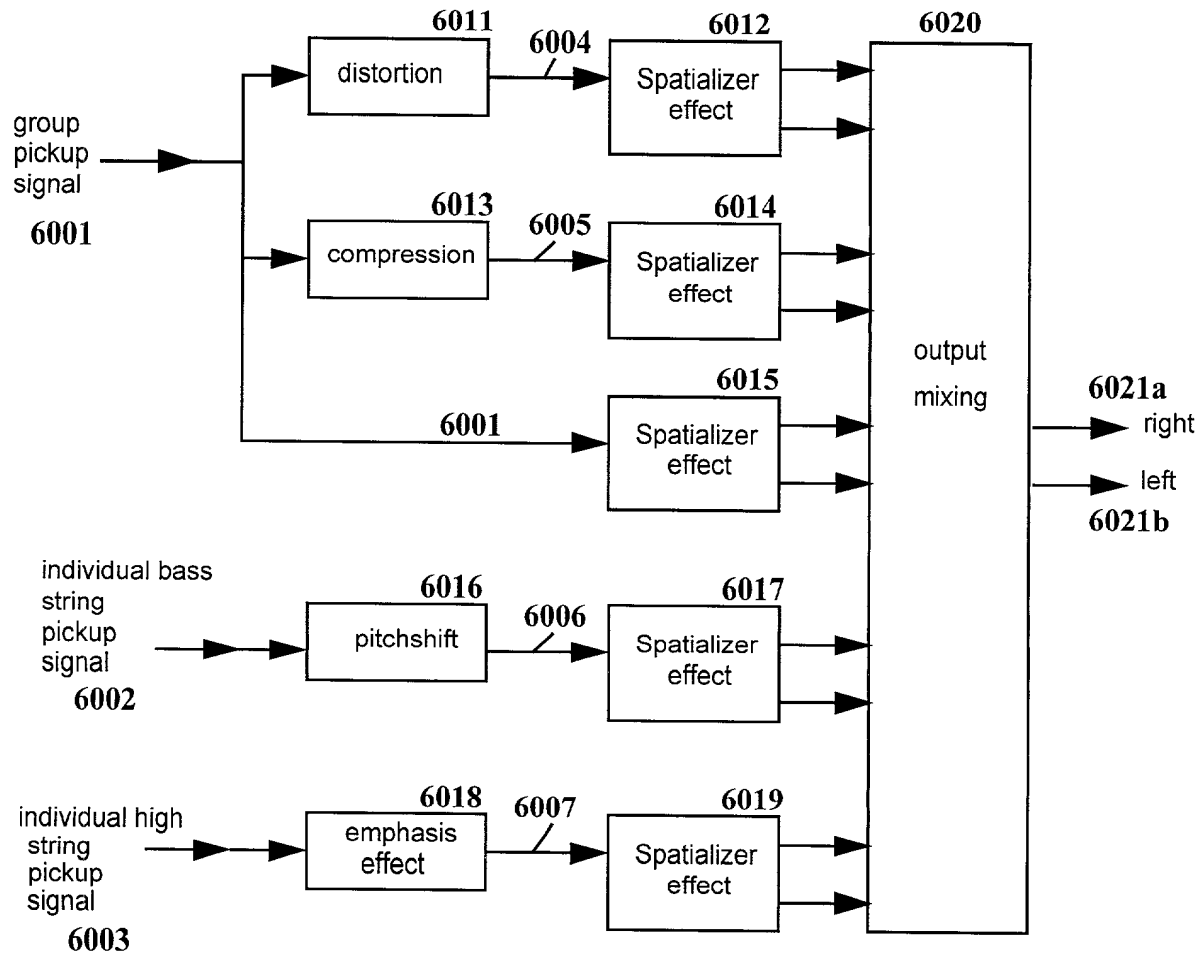 6011
distortion
6004
6012
Spatializer
effect
6020
group
pickup
signal
6001
6013
compression
6005
6014
Spatializer
effect
output
mixing
6015
6001
Spatializer
effect
6021a
right
left
6021b
individual bass
string
pickup
signal
6002
6016
pitchshift
6006
6017
Spatializer
effect
individual high
string
pickup
signal
6003
6018
emphasis
effect
6007
6019
Spatializer
effect